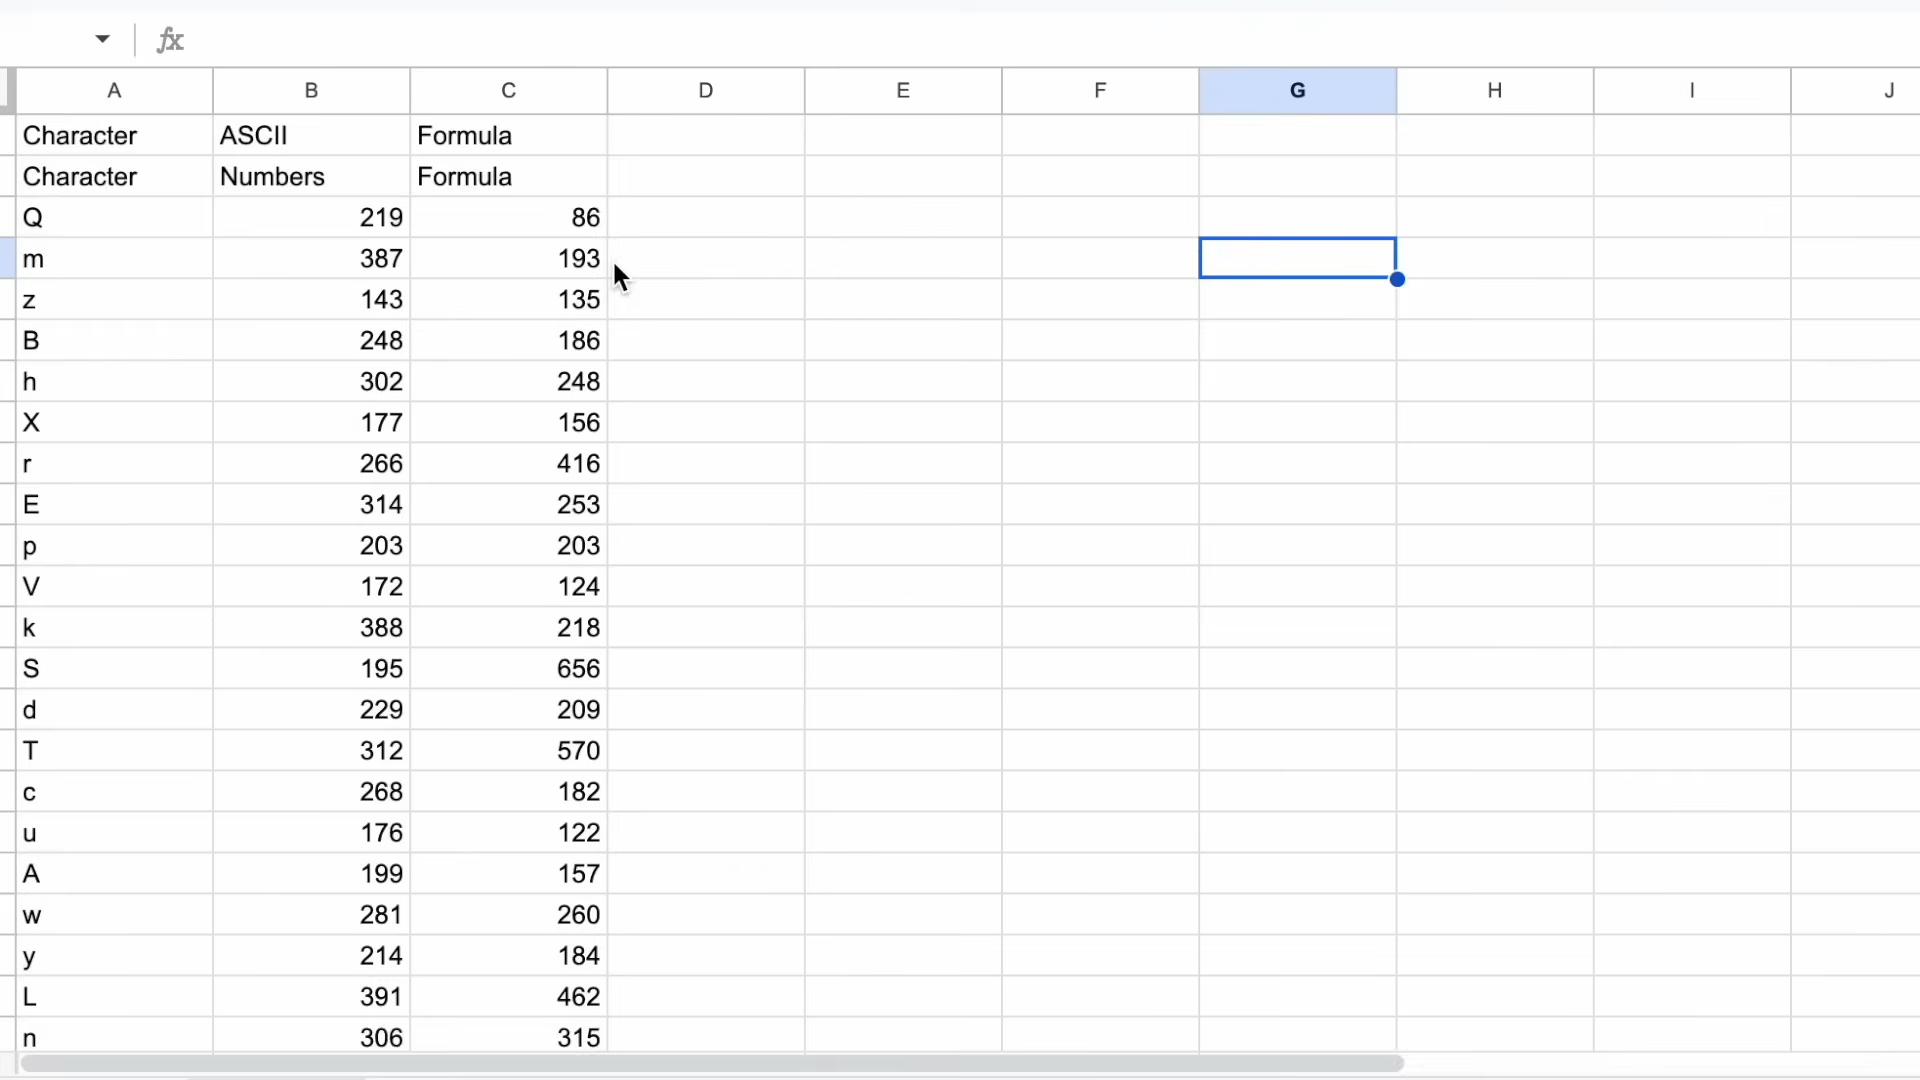 fx
A B C D E F G H I J
Character ASCII Formula
Character Numbers Formula
Q 219 86
m 387 193
z 143 135
B 248 186
h 302 248
X 177 156
r 266 416
E 314 253
p 203 203
V 172 124
k 388 218
S 195 656
d 229 209
T 312 570
c 268 182
u 176 122
A 199 157
w 281 260
y 214 184
L 391 462
n 306 315